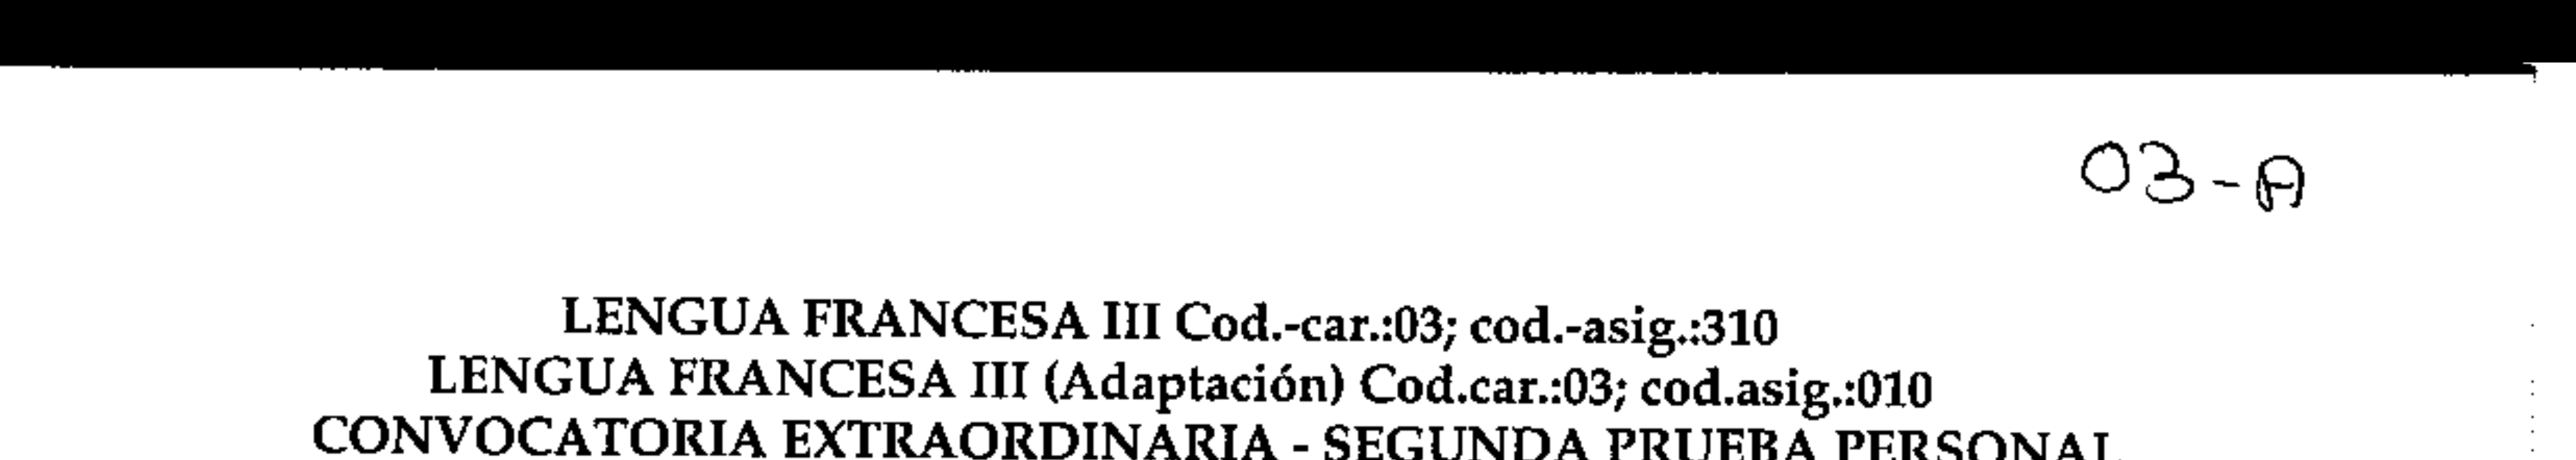 03-A
LENGUA FRANCESA III Cod.-car.:03; cod.-asig.:310
LENGUA FRANCESA III (Adaptación) Cod.car.:03; cod.asig.:010
CONVOCATORIA EXTRAORDINARIA - SEGUNDA PRUEBA PERSONAL